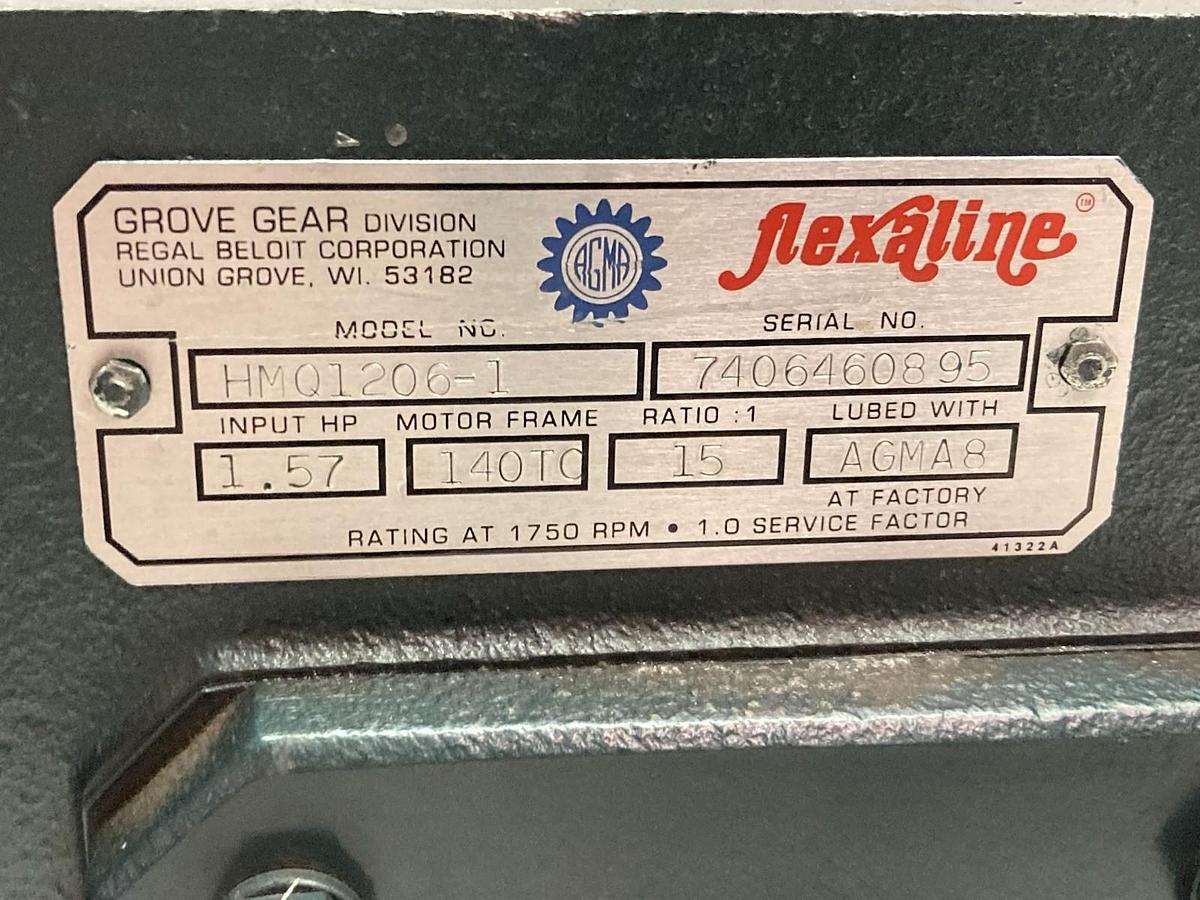 GROVE GEAR DIVISION
REGAL BELOIT CORPORATION
UNION GROVE, WI. 53182
AGMA
flexaline TM
MODEL NO.
SERIAL NO.
HMQ1206-1
7406460895
INPUT HP
MOTOR FRAME
RATIO :1
LUBED WITH
1.57
140TC
15
AGMA8
AT FACTORY
RATING AT 1750 RPM • 1.0 SERVICE FACTOR
41322A